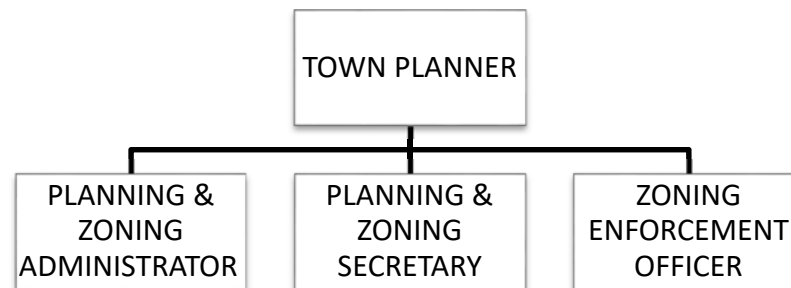 TOWN PLANNER
PLANNING &
ZONING
ADMINISTRATOR
PLANNING &
ZONING
SECRETARY
ZONING
ENFORCEMENT
OFFICER